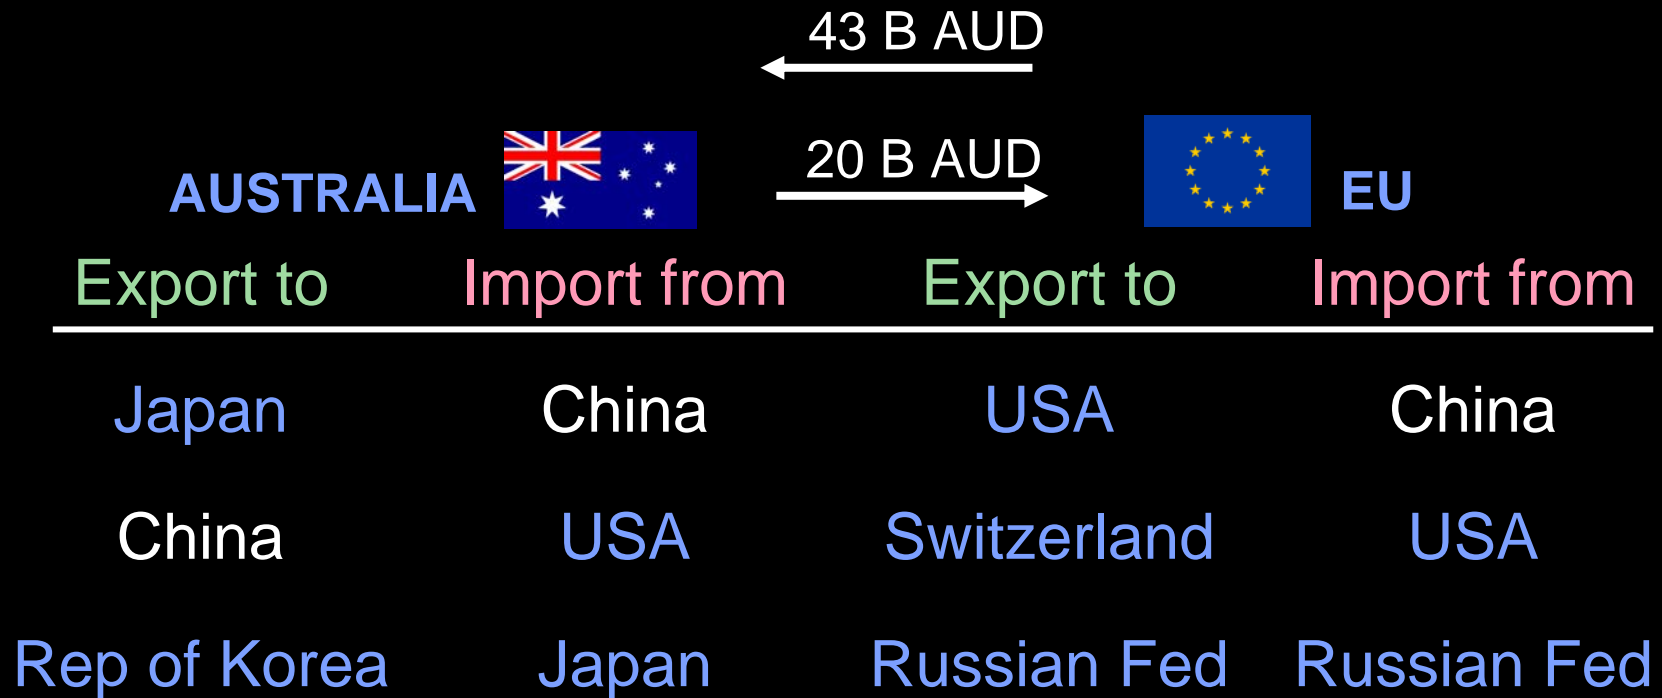 43 B AUD
20 B AUD
AUSTRALIA EU
Export to Import from Export to Import from
Japan China USA China
China USA Switzerland USA
Rep of Korea Japan Russian Fed Russian Fed